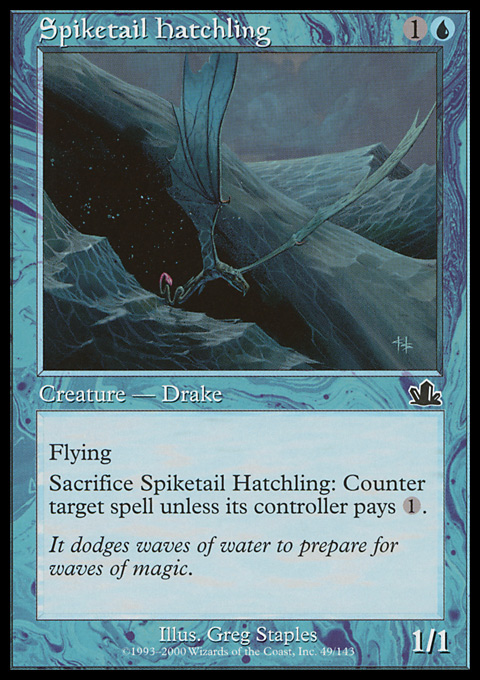 Spiketail Hatchling 1
Creature — Drake
Flying
Sacrifice Spiketail Hatchling: Counter
target spell unless its controller pays 1.
It dodges waves of water to prepare for
waves of magic.
Illus. Greg Staples
©1993–2000 Wizards of the Coast, Inc. 49/143
1/1